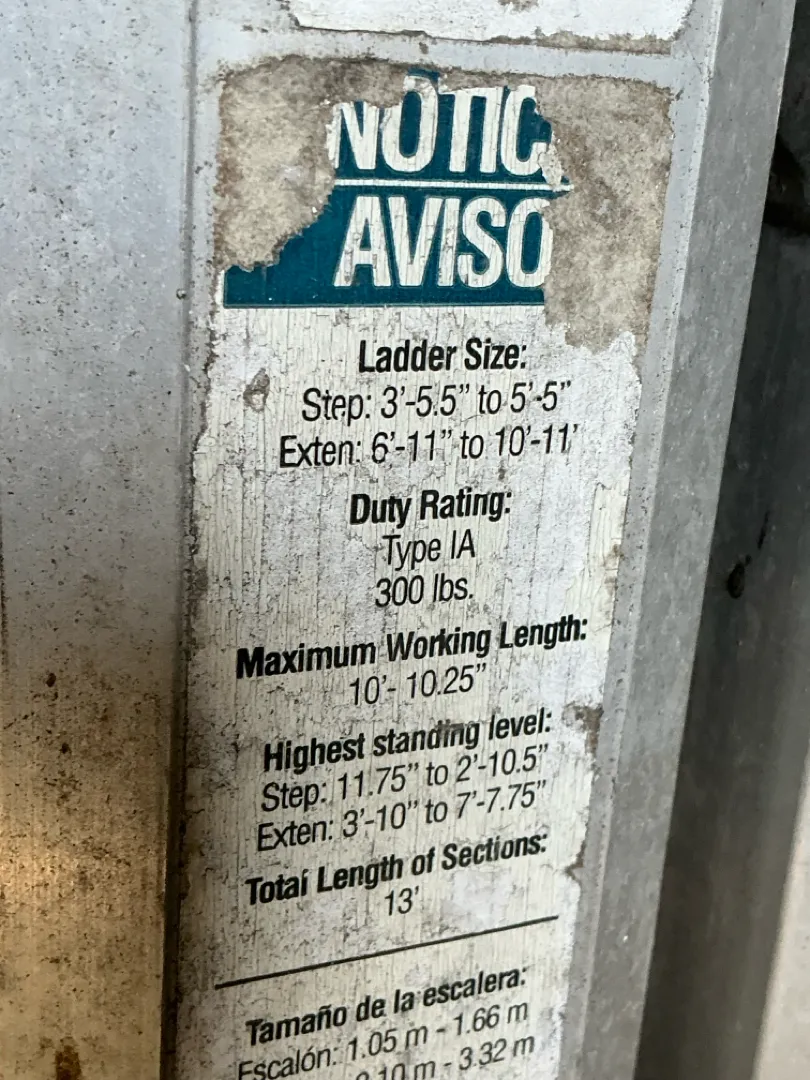 NOTIC
AVISO
Ladder Size:
Step: 3'-5.5" to 5'-5"
Exten: 6'-11" to 10'-11'
Duty Rating:
Type IA
300 lbs.
Maximum Working Length:
10'- 10.25"
Highest standing level:
Step: 11.75" to 2'-10.5"
Exten: 3'-10" to 7'-7.75"
Total Length of Sections:
13'
Tamaño de la escalera:
Escalón: 1.05 m - 1.66 m
m - 3.32 m